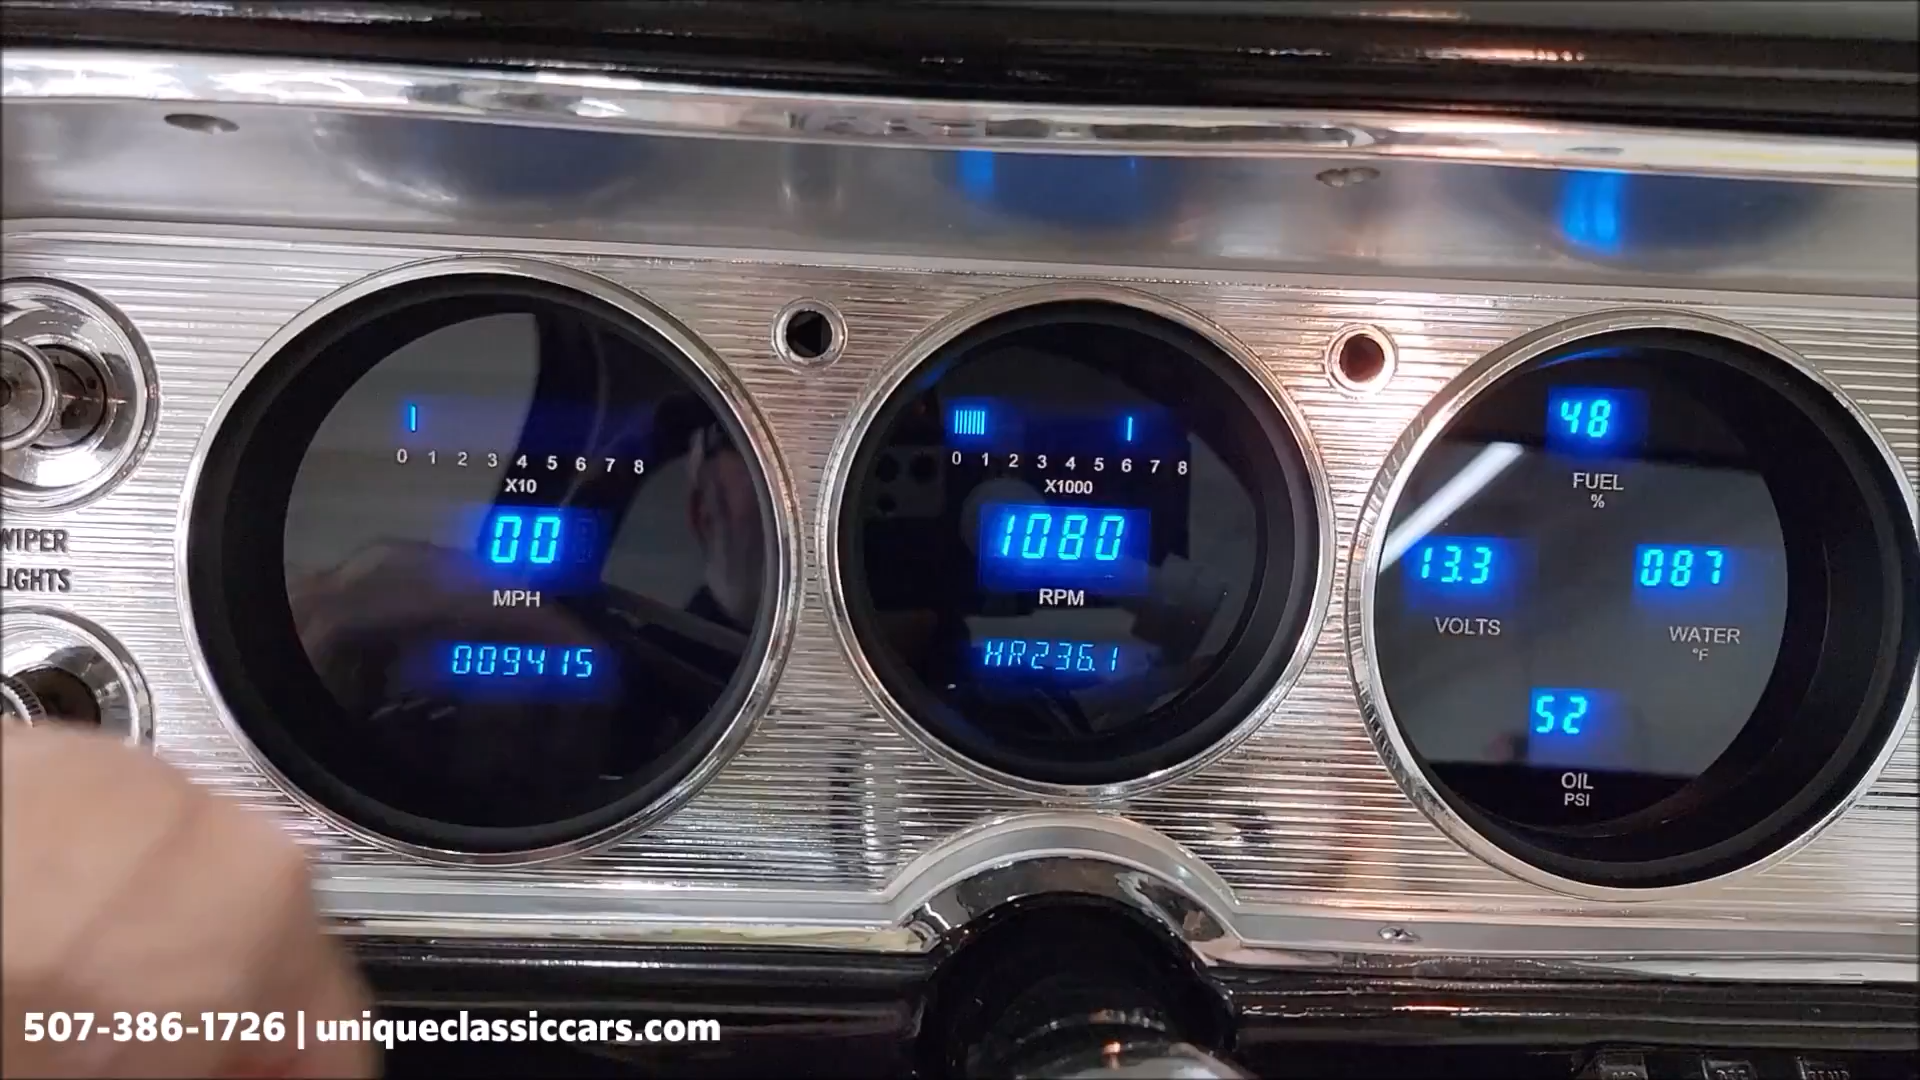 WIPER
LIGHTS
0 1 2 3 4 5 6 7 8
X10
00
MPH
009415
0 1 2 3 4 5 6 7 8
X1000
1080
RPM
HR236.1
48
FUEL
%
13.3
VOLTS
087
WATER
°F
52
OIL
PSI
507-386-1726 | uniqueclassiccars.com